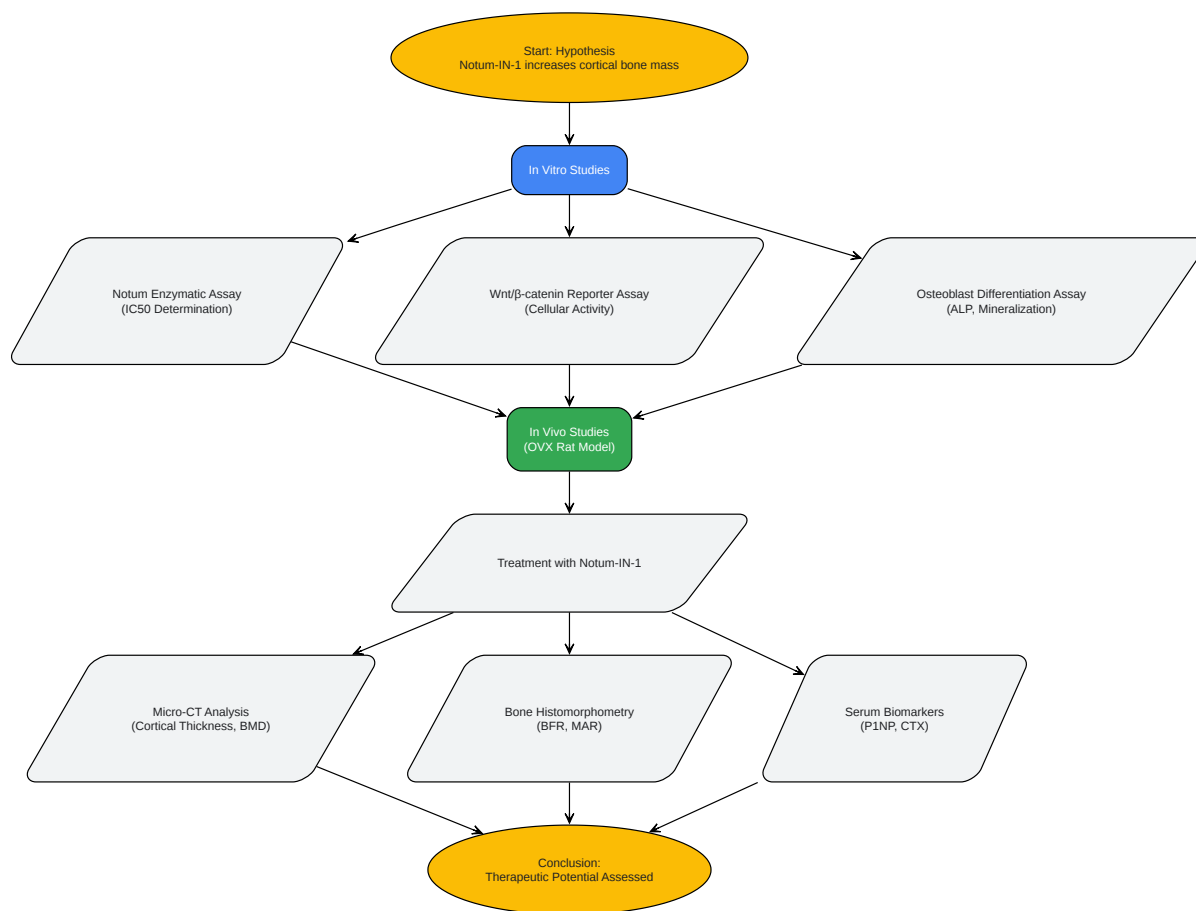 Start: Hypothesis
Notum-IN-1 increases cortical bone mass
In Vitro Studies
Notum Enzymatic Assay
(IC50 Determination)
Wnt/β-catenin Reporter Assay
(Cellular Activity)
Osteoblast Differentiation Assay
(ALP, Mineralization)
In Vivo Studies
(OVX Rat Model)
Treatment with Notum-IN-1
Micro-CT Analysis
(Cortical Thickness, BMD)
Bone Histomorphometry
(BFR, MAR)
Serum Biomarkers
(P1NP, CTX)
Conclusion:
Therapeutic Potential Assessed